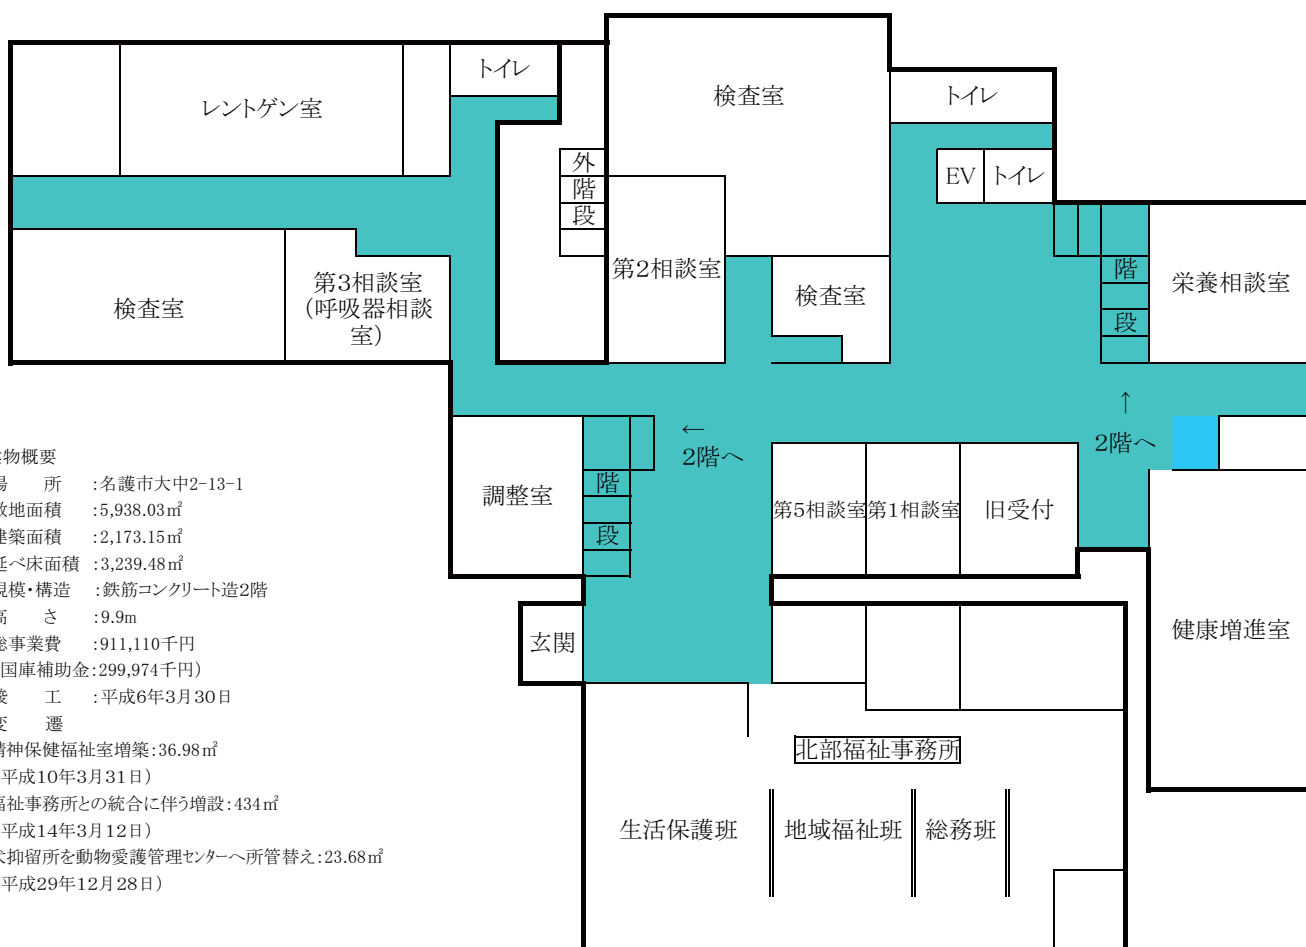 トイレ
検査室
レントゲン室
トイレ
外
階
段
EV
トイレ
第2相談室
検査室
階
段
栄養相談室
検査室
第3相談室
(呼吸器相談
室)
←
2階へ
↑
2階へ
調整室
階
段
第5相談室
第1相談室
旧受付
玄関
健康増進室
北部福祉事務所
生活保護班
地域福祉班
総務班
物概要
所 :名護市大中2-13-1
敷地面積 :5,938.03㎡
建築面積 :2,173.15㎡
延べ床面積 :3,239.48㎡
規模・構造 :鉄筋コンクリート造2階
高 さ :9.9m
総事業費 :911,110千円
国庫補助金:299,974千円)
竣 工 :平成6年3月30日
変 遷
精神保健福祉室増築:36.98㎡
平成10年3月31日)
福祉事務所との統合に伴う増設:434㎡
平成14年3月12日)
犬抑留所を動物愛護管理センターへ所管替え:23.68㎡
平成29年12月28日)